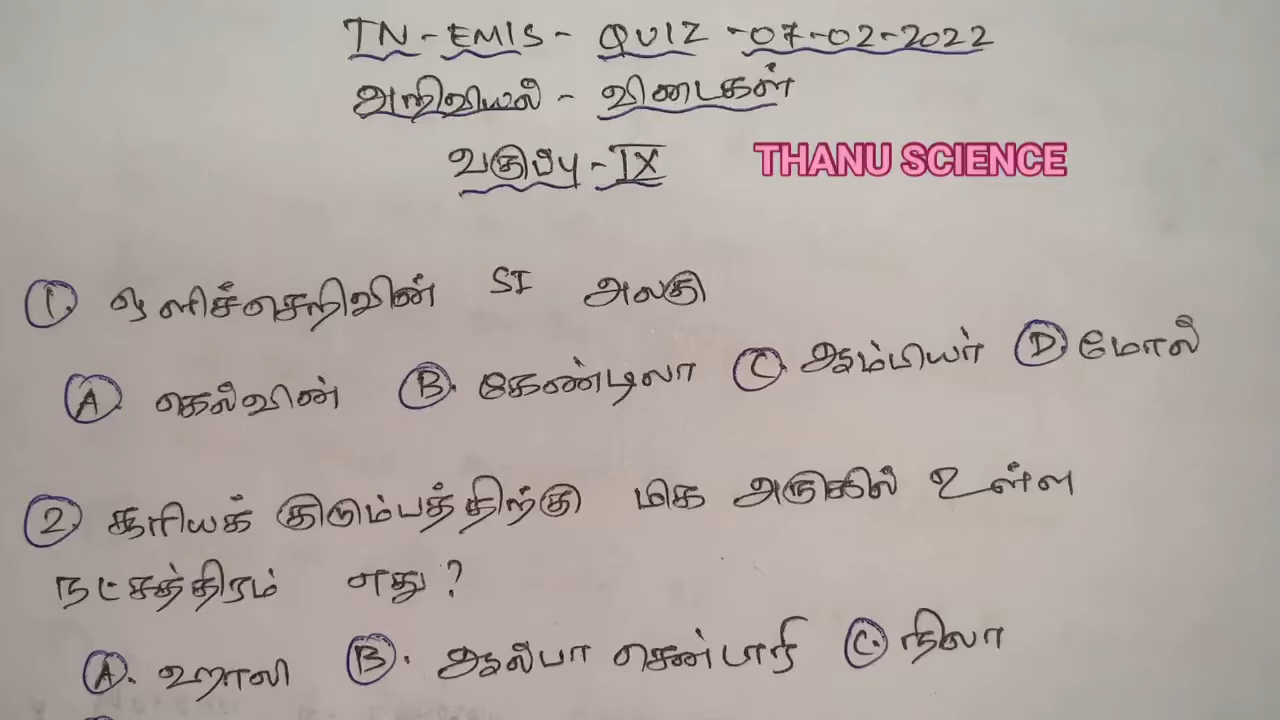 TN-EMIS- QUIZ -07-02-2022
அறிவியல் - விடைகள்
வகுப்பு - IX
THANU SCIENCE
1. ஒளிச்செறிவின் SI அலகு
A. கெல்வின் B. கேண்டிலா C. ஆம்பியர் D. மோல்
2 சூரியக் குடும்பத்திற்கு மிக அருகில் உள்ள
நட்சத்திரம் எது?
A. ஹாலி B. ஆல்பா சென்டாரி C. நிலா